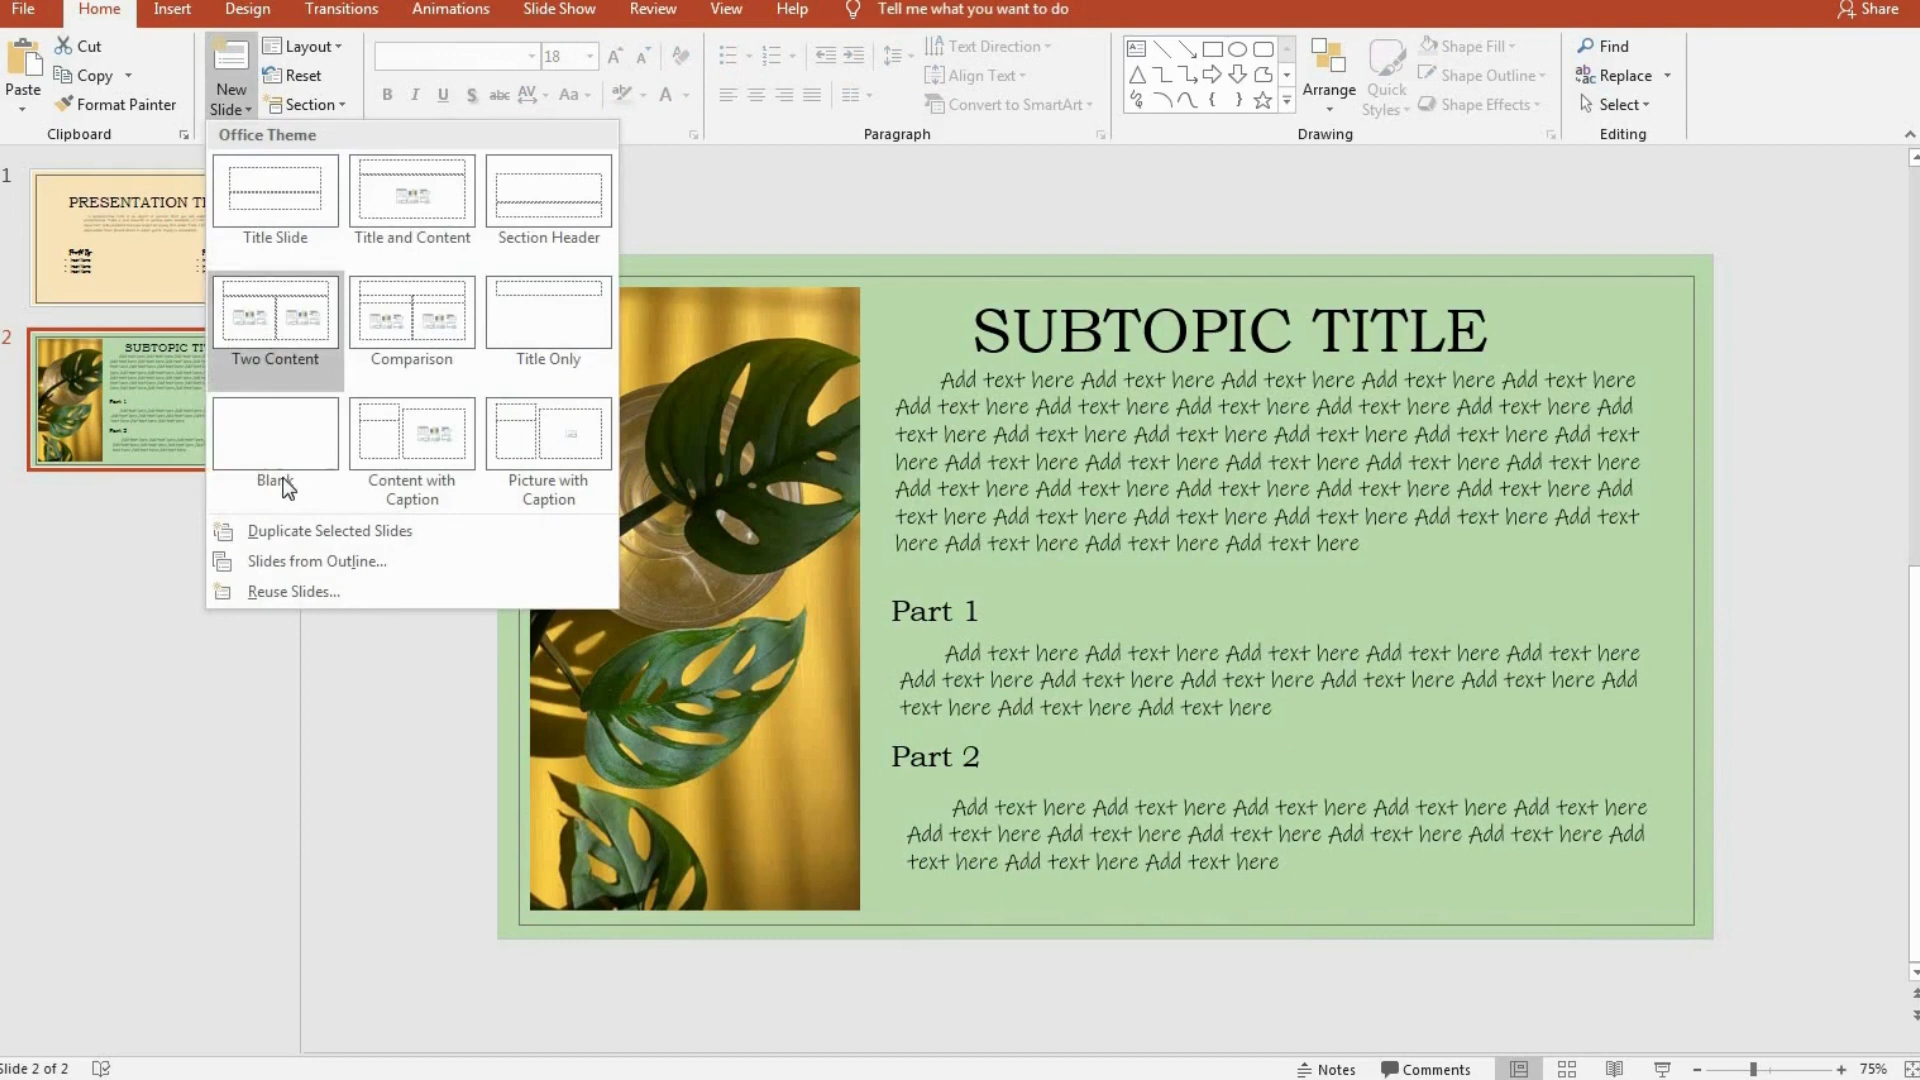 File Home Insert Design Transitions Animations Slide Show Review View Help Tell me what you want to do Share
Paste
Cut
Copy
Format Painter
Clipboard
New
Slide
Layout
Reset
Section
18
B I U S abc AV Aa A
Text Direction
Align Text
Convert to SmartArt
Paragraph
Arrange
Quick
Styles
Shape Fill
Shape Outline
Shape Effects
Drawing
Find
Replace
Select
Editing
Office Theme
Title Slide
Title and Content
Section Header
Two Content
Comparison
Title Only
Blank
Content with
Caption
Picture with
Caption
Duplicate Selected Slides
Slides from Outline...
Reuse Slides...
1
PRESENTATION TI
2
SUBTOPIC TI
Part 1
Part 2
SUBTOPIC TITLE
Add text here Add text here Add text here Add text here Add text here
Add text here Add text here Add text here Add text here Add text here Add
text here Add text here Add text here Add text here Add text here Add text
here Add text here Add text here Add text here Add text here Add text here
Add text here Add text here Add text here Add text here Add text here Add
text here Add text here Add text here Add text here Add text here Add text
here Add text here Add text here Add text here
Part 1
Add text here Add text here Add text here Add text here Add text here
Add text here Add text here Add text here Add text here Add text here Add
text here Add text here Add text here
Part 2
Add text here Add text here Add text here Add text here Add text here
Add text here Add text here Add text here Add text here Add text here Add
text here Add text here Add text here
Slide 2 of 2
Notes
Comments
75%